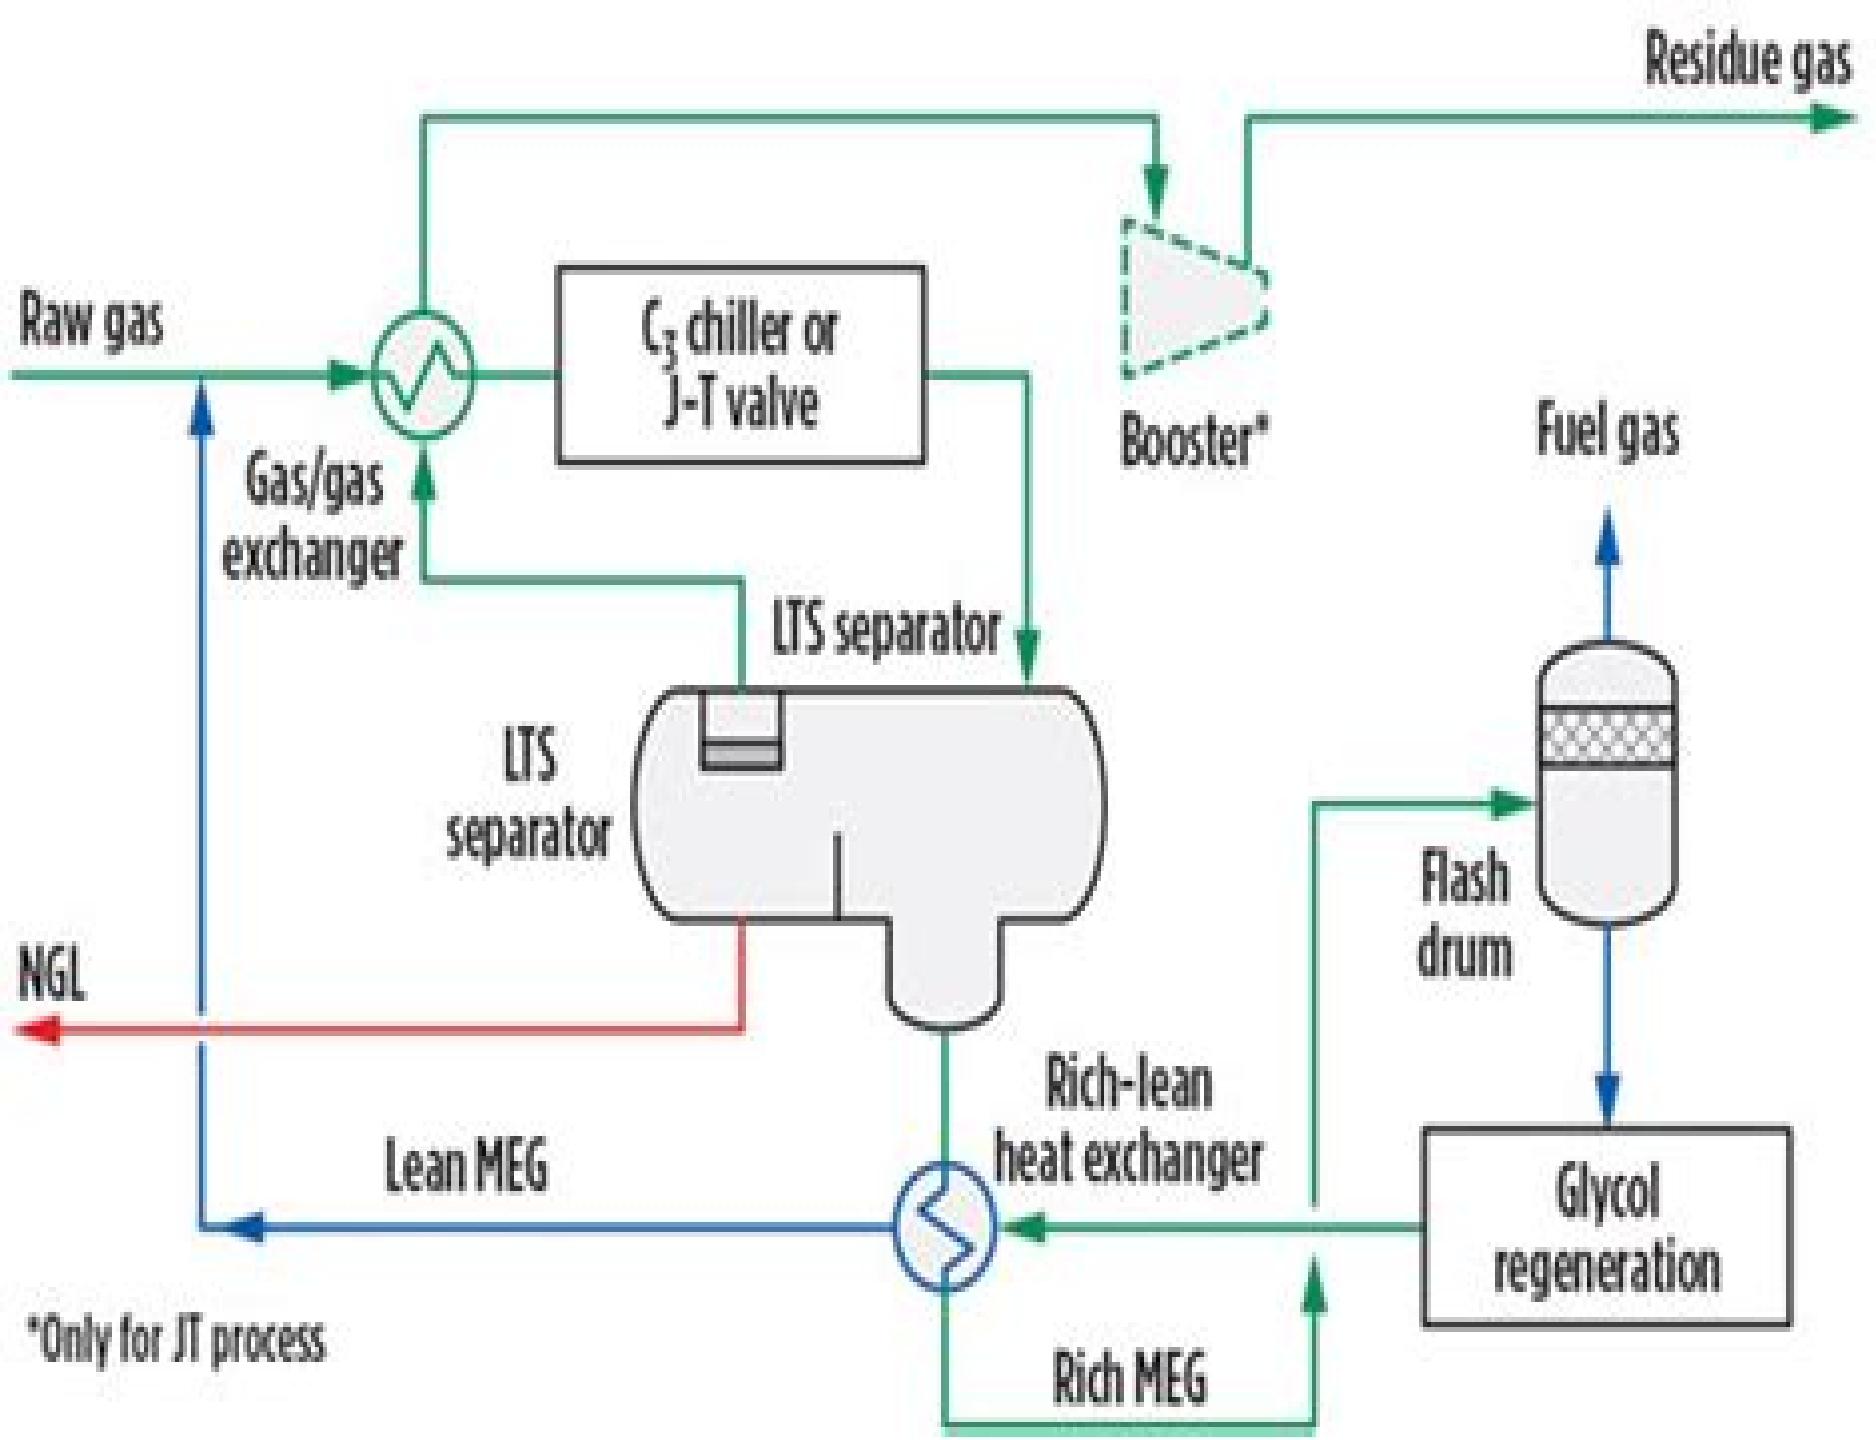 Residue gas
Raw gas
C₃ chiller or
J-T valve
Booster*
Fuel gas
Gas/gas
exchanger
LTS separator
LTS
separator
Flash
drum
NGL
Rich-lean
heat exchanger
Lean MEG
Glycol
regeneration
*Only for JT process
Rich MEG